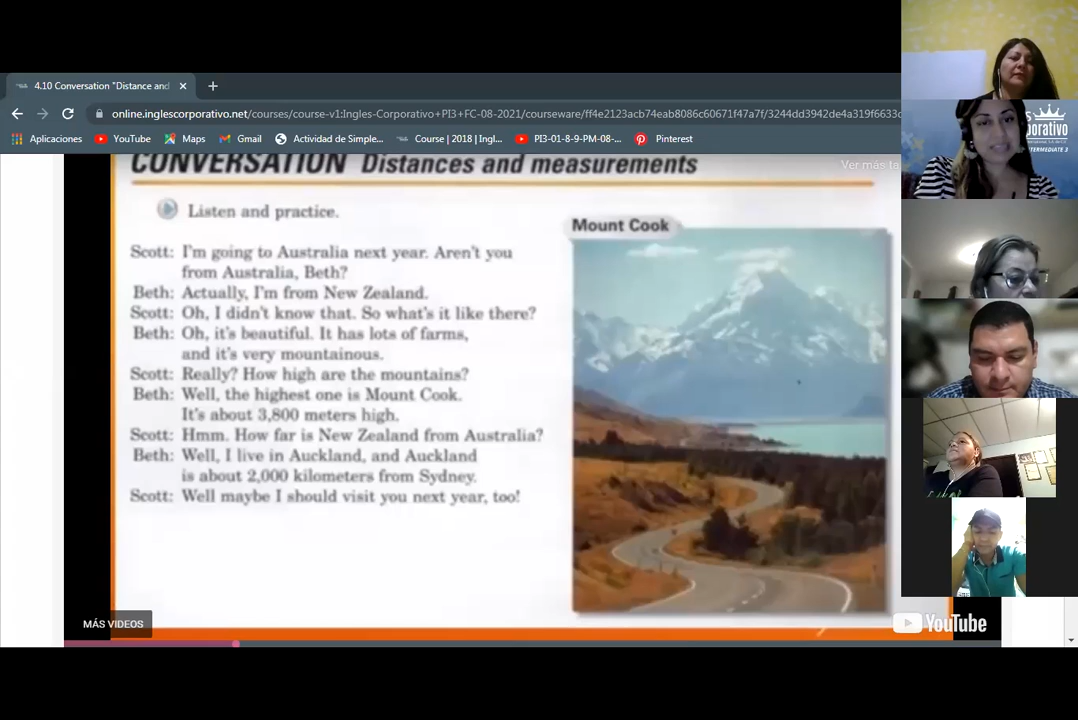 4.10 Conversation "Distance and
online.inglescorporativo.net/courses/course-v1:Ingles-Corporativo+PI3+FC-08-2021/courseware/ff4e2123acb74eab8086c60671f47a7f/3244dd3942de4a319f6633c
Aplicaciones YouTube Maps Gmail Actividad de Simple... Course | 2018 | Ingl... PI3-01-8-9-PM-08-... Pinterest
CONVERSATION Distances and measurements
Ver más ta
Listen and practice.
Mount Cook
Scott: I'm going to Australia next year. Aren't you
from Australia, Beth?
Beth: Actually, I'm from New Zealand.
Scott: Oh, I didn't know that. So what's it like there?
Beth: Oh, it's beautiful. It has lots of farms,
and it's very mountainous.
Scott: Really? How high are the mountains?
Beth: Well, the highest one is Mount Cook.
It's about 3,800 meters high.
Scott: Hmm. How far is New Zealand from Australia?
Beth: Well, I live in Auckland, and Auckland
is about 2,000 kilometers from Sydney.
Scott: Well maybe I should visit you next year, too!
MÁS VIDEOS
YouTube
orporativo
INTERMEDIATE 3